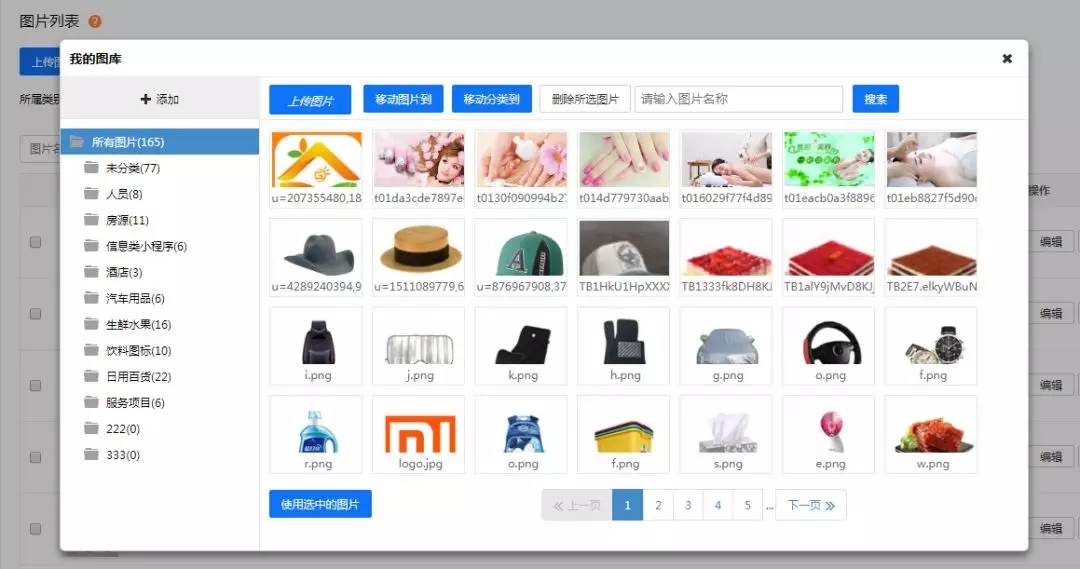 图片列表 ?
上传图
所属类别
图片名
我的图库
添加
所有图片(165)
未分类(77)
人员(8)
房源(11)
信息类小程序(6)
酒店(3)
汽车用品(6)
生鲜水果(16)
饮料图标(10)
日用百货(22)
服务项目(6)
222(0)
333(0)
上传图片 移动图片到 移动分类到 删除所选图片 请输入图片名称 搜索
u=207355480,18 t01da3cde7897e t0130f090994b27 t014d779730aab t016029f77f4d89 t01eacb0a3f8896 t01eb8827f5d90
u=4289240394,9 u=1511089779,6 u=876967908,37 TB1HkU1HpXXX TB1333fk8DH8KJ TB1alY9jMvD8KJ TB2E7.elkyWBuN
i.png j.png k.png h.png g.png o.png f.png
r.png logo.jpg o.png f.png s.png e.png w.png
使用选中的图片 上一页 1 2 3 4 5 ... 下一页
操作
编辑
编辑
编辑
编辑
编辑